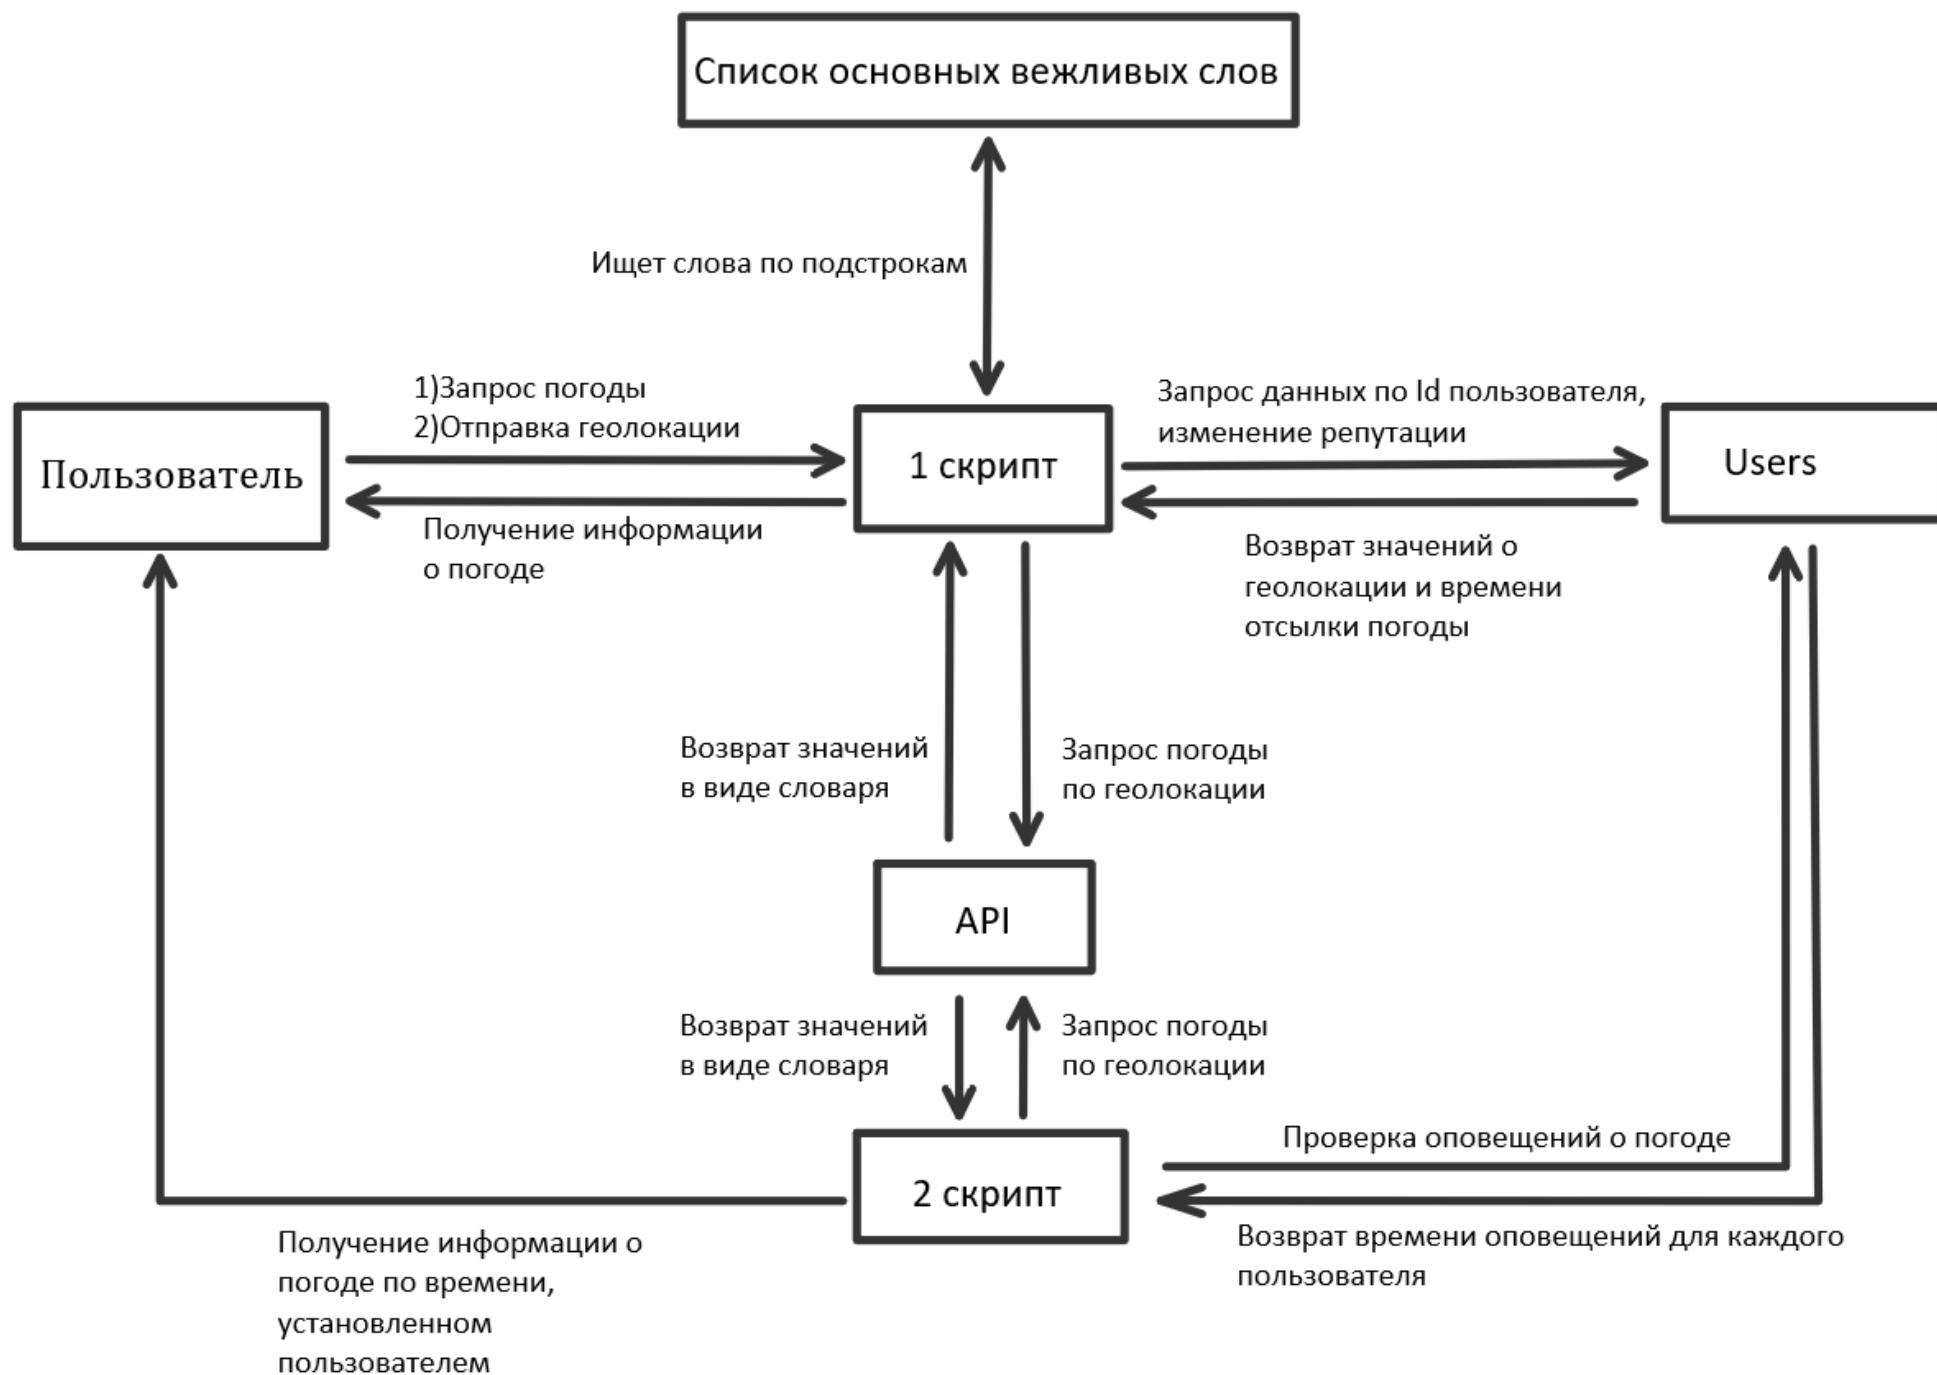 Список основных вежливых слов
Ищет слова по подстрокам
1)Запрос погоды
2)Отправка геолокации
Запрос данных по Id пользователя,
изменение репутации
Пользователь
1 скрипт
Users
Получение информации
о погоде
Возврат значений о
геолокации и времени
отсылки погоды
Возврат значений
в виде словаря
Запрос погоды
по геолокации
API
Возврат значений
в виде словаря
Запрос погоды
по геолокации
Проверка оповещений о погоде
2 скрипт
Возврат времени оповещений для каждого
пользователя
Получение информации о
погоде по времени,
установленном
пользователем